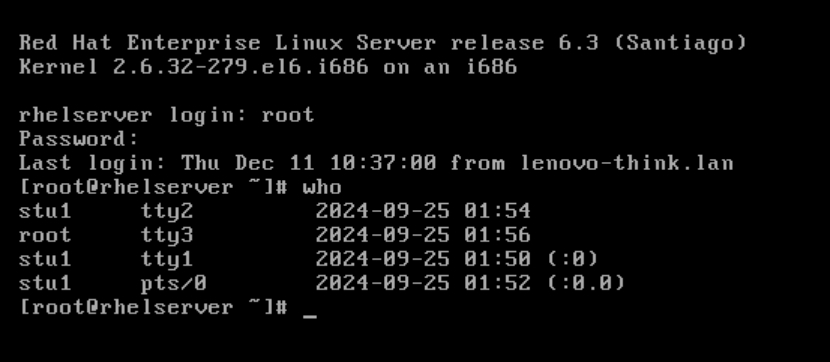 Red Hat Enterprise Linux Server release 6.3 (Santiago)
Kernel 2.6.32-279.el6.i686 on an i686
rhelserver login: root
Password:
Last login: Thu Dec 11 10:37:00 from lenovo-think.lan
[root@rhelserver ~]# who
stu1     tty2         2024-09-25 01:54
root     tty3         2024-09-25 01:56
stu1     tty1         2024-09-25 01:50 (:0)
stu1     pts/0        2024-09-25 01:52 (:0.0)
[root@rhelserver ~]# _